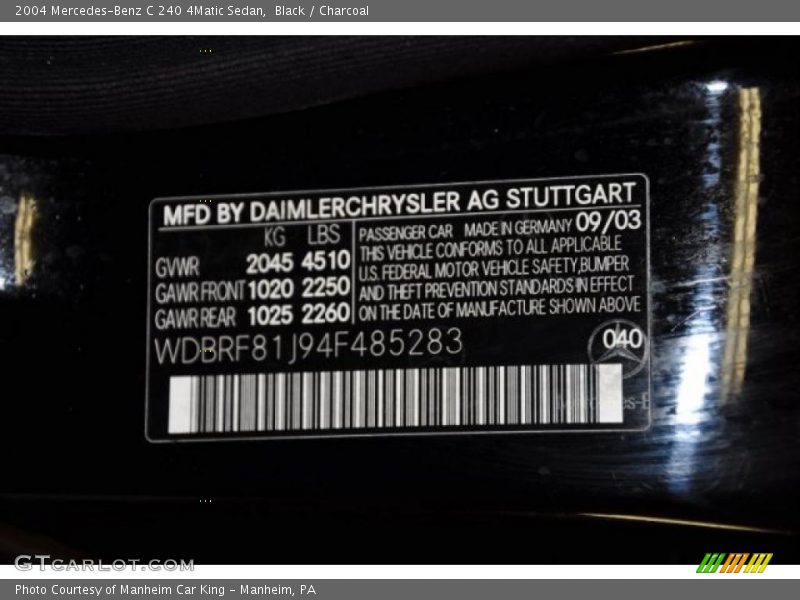 2004 Mercedes-Benz C 240 4Matic Sedan, Black / Charcoal
MFD BY DAIMLERCHRYSLER AG STUTTGART
KG LBS
GVWR 2045 4510
GAWR FRONT 1020 2250
GAWR REAR 1025 2260
PASSENGER CAR MADE IN GERMANY 09/03
THIS VEHICLE CONFORMS TO ALL APPLICABLE
U.S. FEDERAL MOTOR VEHICLE SAFETY,BUMPER
AND THEFT PREVENTION STANDARDS IN EFFECT
ON THE DATE OF MANUFACTURE SHOWN ABOVE
WDBRF81J94F485283
040
GTCARLOT.COM
Photo Courtesy of Manheim Car King - Manheim, PA